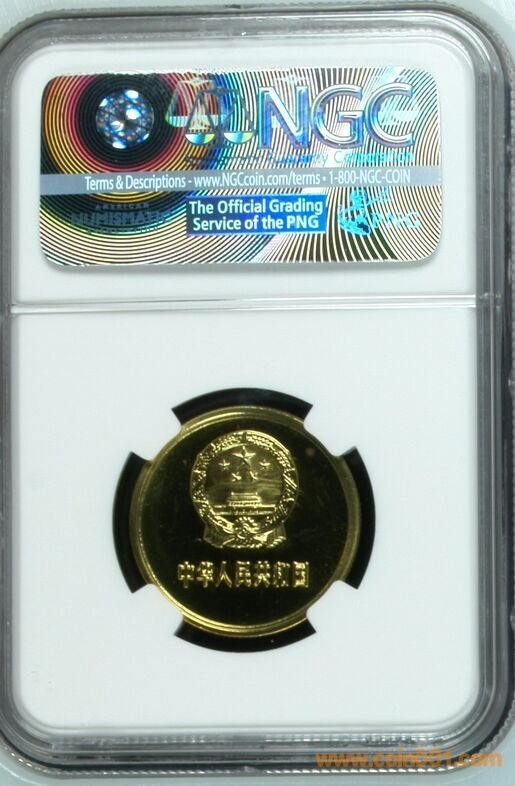 NGC
Terms & Descriptions - www.NGCcoin.com/terms • 1-800-NGC-COIN
The Official Grading
Service of the PNG
PNG
中华人民共和国
www.coin001.com